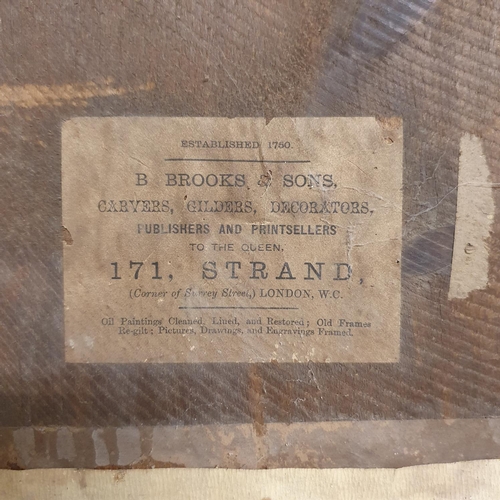 ESTABLISHED 1760.
B BROOKS & SONS,
CARVERS, GILDERS, DECORATORS,
PUBLISHERS AND PRINTSELLERS
TO THE QUEEN.
171, STRAND,
(Corner of Surrey Street,) LONDON, W.C.
Oil Paintings Cleaned, Lined, and Restored; Old Frames
Re-gilt; Pictures, Drawings, and Engravings Framed.